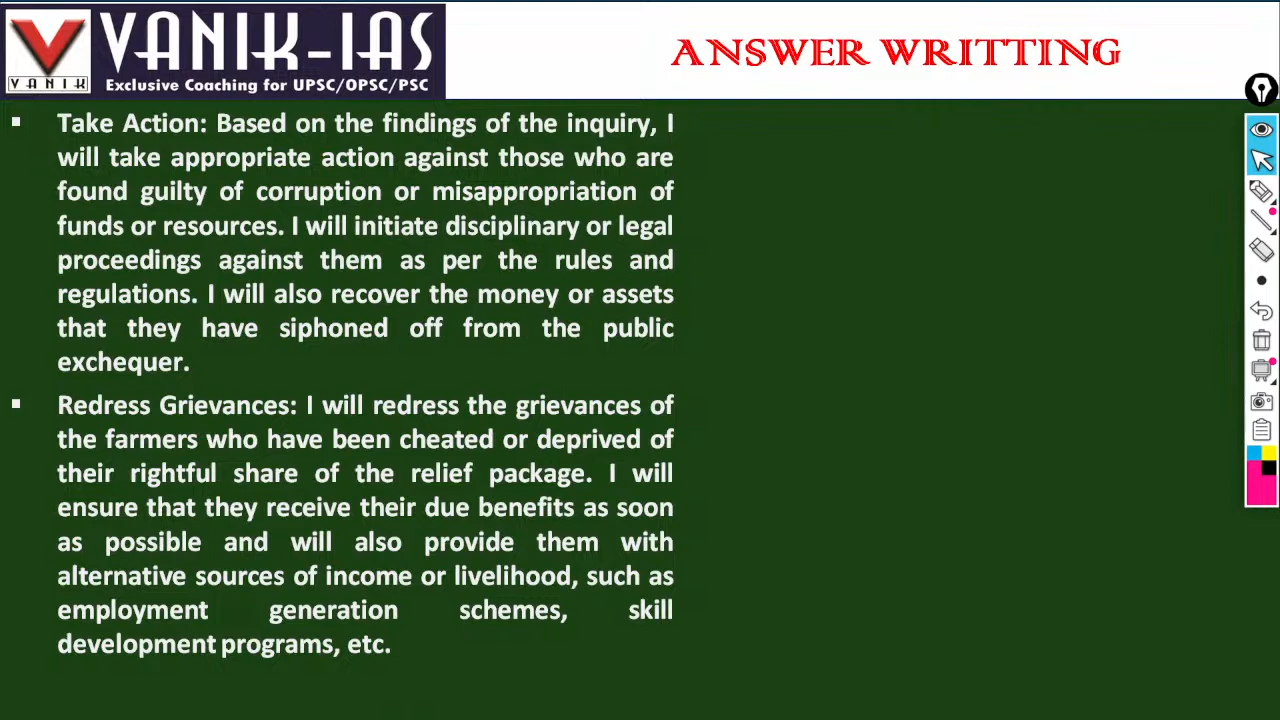 VANIK
VANIK-IAS
Exclusive Coaching for UPSC/OPSC/PSC
ANSWER WRITTING
▪ Take Action: Based on the findings of the inquiry, I
will take appropriate action against those who are
found guilty of corruption or misappropriation of
funds or resources. I will initiate disciplinary or legal
proceedings against them as per the rules and
regulations. I will also recover the money or assets
that they have siphoned off from the public
exchequer.
▪ Redress Grievances: I will redress the grievances of
the farmers who have been cheated or deprived of
their rightful share of the relief package. I will
ensure that they receive their due benefits as soon
as possible and will also provide them with
alternative sources of income or livelihood, such as
employment generation schemes, skill
development programs, etc.